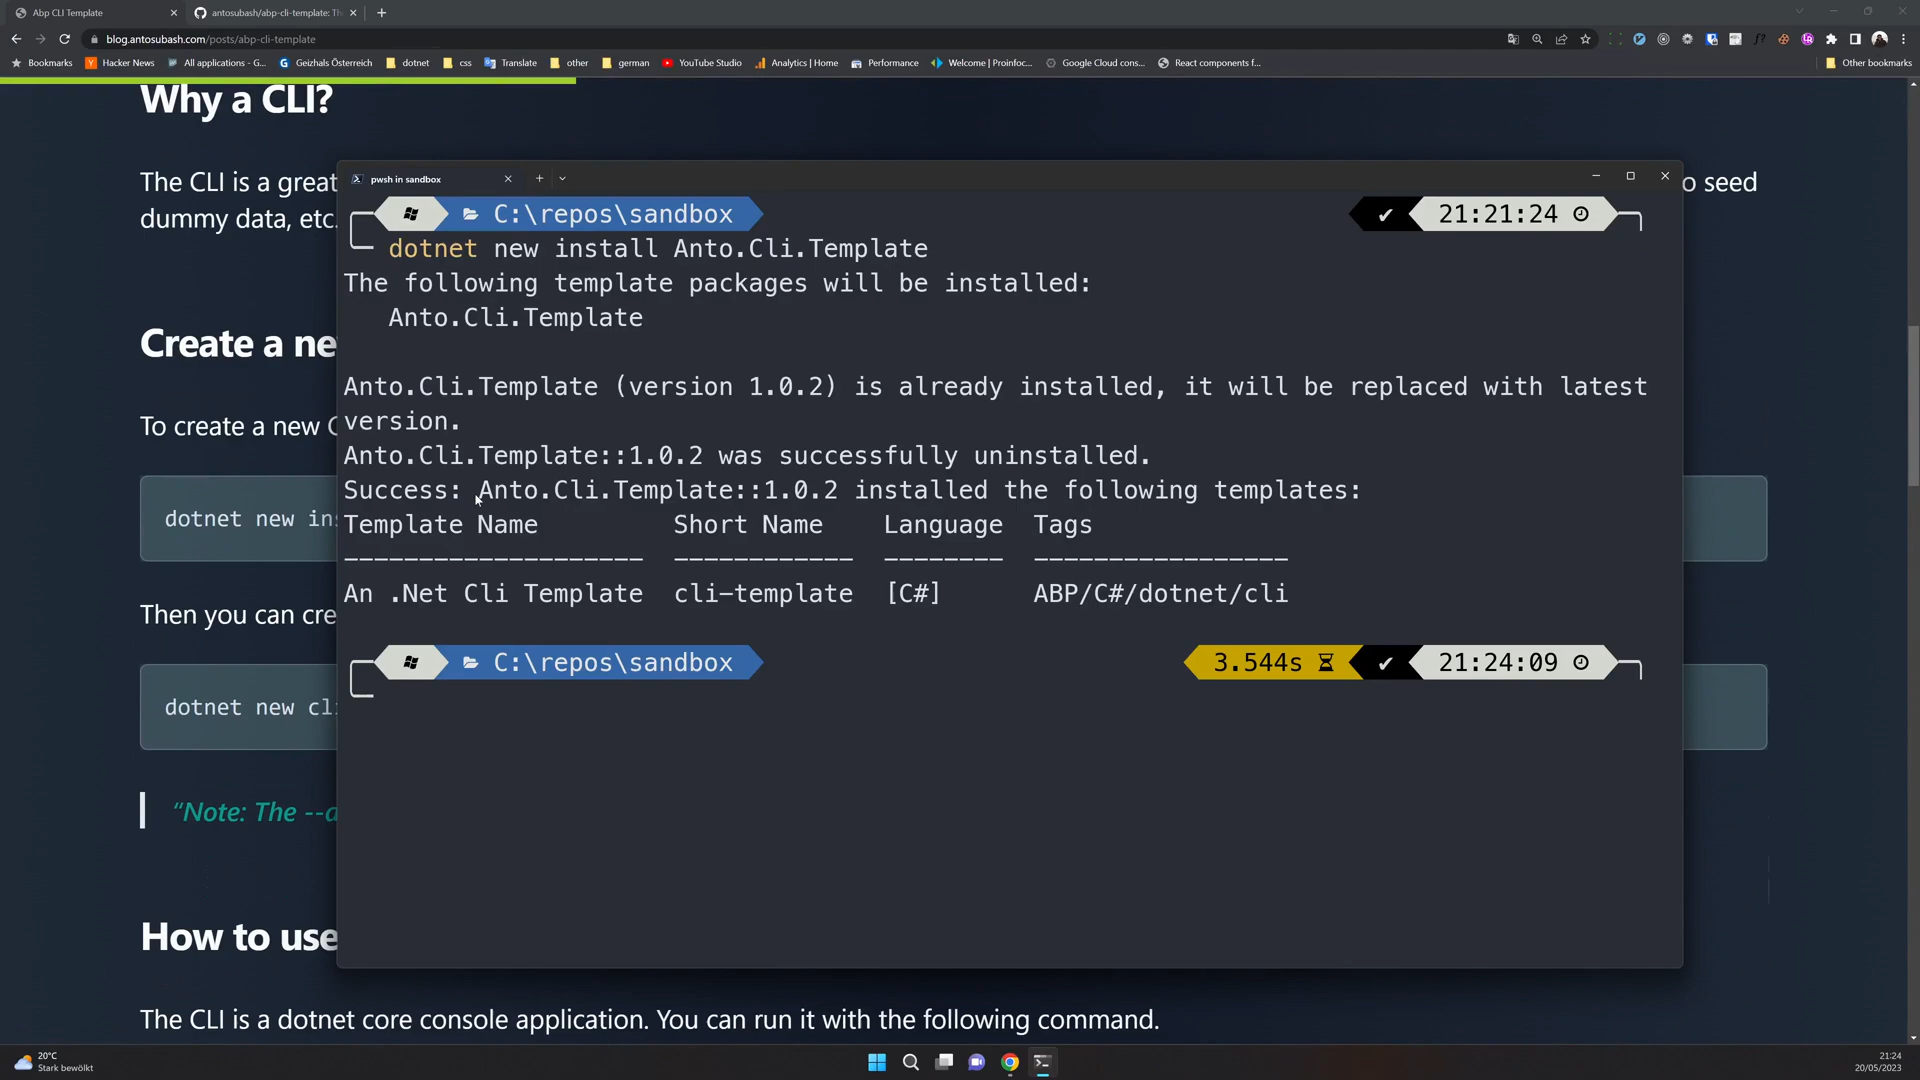 Abp CLI Template
antosubash/abp-cli-template: Th
blog.antosubash.com/posts/abp-cli-template
Bookmarks
Hacker News
All applications - G...
Geizhals Österreich
dotnet
css
Translate
other
german
YouTube Studio
Analytics | Home
Performance
Welcome | Proinfoc...
Google Cloud cons...
React components f...
Other bookmarks
Why a CLI?
The CLI is a great
o seed
dummy data, etc.
pwsh in sandbox
C:\repos\sandbox
21:21:24
dotnet new install Anto.Cli.Template
The following template packages will be installed:
Anto.Cli.Template
Create a ne
Anto.Cli.Template (version 1.0.2) is already installed, it will be replaced with latest
version.
To create a new C
Anto.Cli.Template::1.0.2 was successfully uninstalled.
Success: Anto.Cli.Template::1.0.2 installed the following templates:
dotnet new ins
Template Name Short Name Language Tags
-------------------- ------------ -------- -----------------
An .Net Cli Template cli-template [C#] ABP/C#/dotnet/cli
Then you can cre
C:\repos\sandbox
3.544s
21:24:09
dotnet new cli
“Note: The --a
How to use
The CLI is a dotnet core console application. You can run it with the following command.
20°C
Stark bewölkt
21:24
20/05/2023